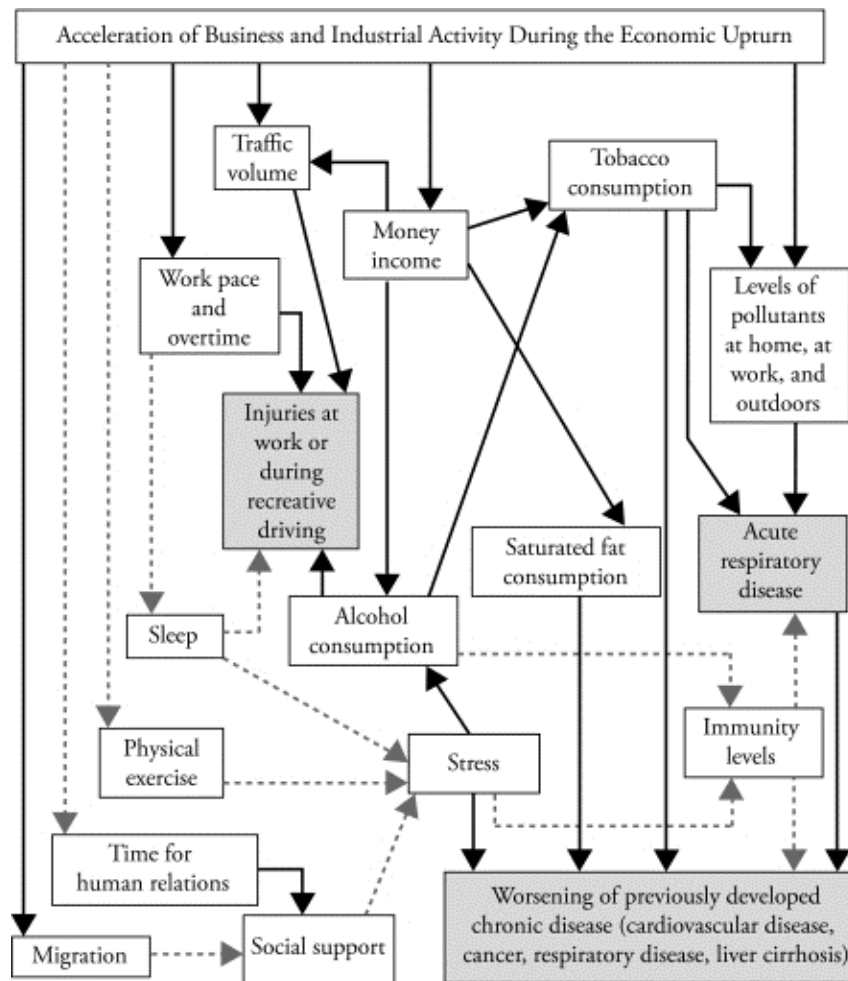 Acceleration of Business and Industrial Activity During the Economic Upturn
Traffic
volume
Tobacco
consumption
Money
income
Work pace
and
overtime
Levels of
pollutants
at home, at
work, and
outdoors
Injuries at
work or
during
recreative
driving
Saturated fat
consumption
Acute
respiratory
disease
Sleep
Alcohol
consumption
Physical
exercise
Stress
Immunity
levels
Time for
human relations
Migration
Social support
Worsening of previously developed
chronic disease (cardiovascular disease,
cancer, respiratory disease, liver cirrhosis)